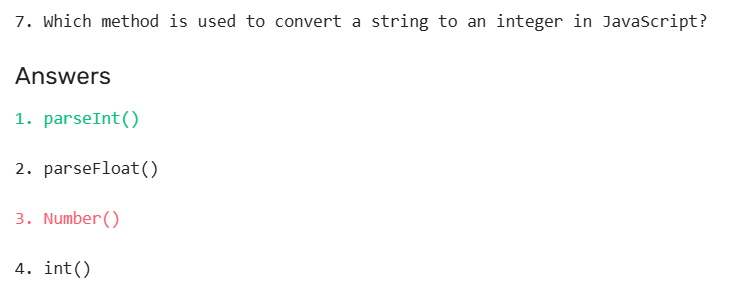 7. Which method is used to convert a string to an integer in JavaScript?
Answers
1. parseInt()
2. parseFloat()
3. Number()
4. int()